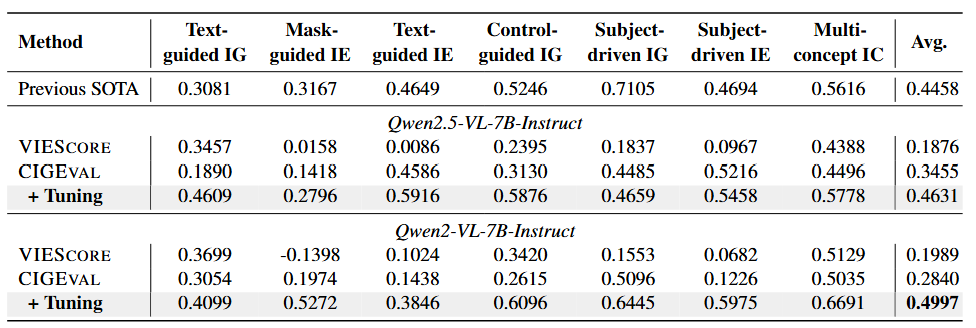 Method Text-guided IG Mask-guided IE Text-guided IE Control-guided IG Subject-driven IG Subject-driven IE Multi-concept IC Avg.
Previous SOTA 0.3081 0.3167 0.4649 0.5246 0.7105 0.4694 0.5616 0.4458
Qwen2.5-VL-7B-Instruct
VIESCORE 0.3457 0.0158 0.0086 0.2395 0.1837 0.0967 0.4388 0.1876
CIGEVAL 0.1890 0.1418 0.4586 0.3130 0.4485 0.5216 0.4496 0.3455
+ Tuning 0.4609 0.2796 0.5916 0.5876 0.4659 0.5458 0.5778 0.4631
Qwen2-VL-7B-Instruct
VIESCORE 0.3699 -0.1398 0.1024 0.3420 0.1553 0.0682 0.5129 0.1989
CIGEVAL 0.3054 0.1974 0.1438 0.2615 0.5096 0.1226 0.5035 0.2840
+ Tuning 0.4099 0.5272 0.3846 0.6096 0.6445 0.5975 0.6691 0.4997